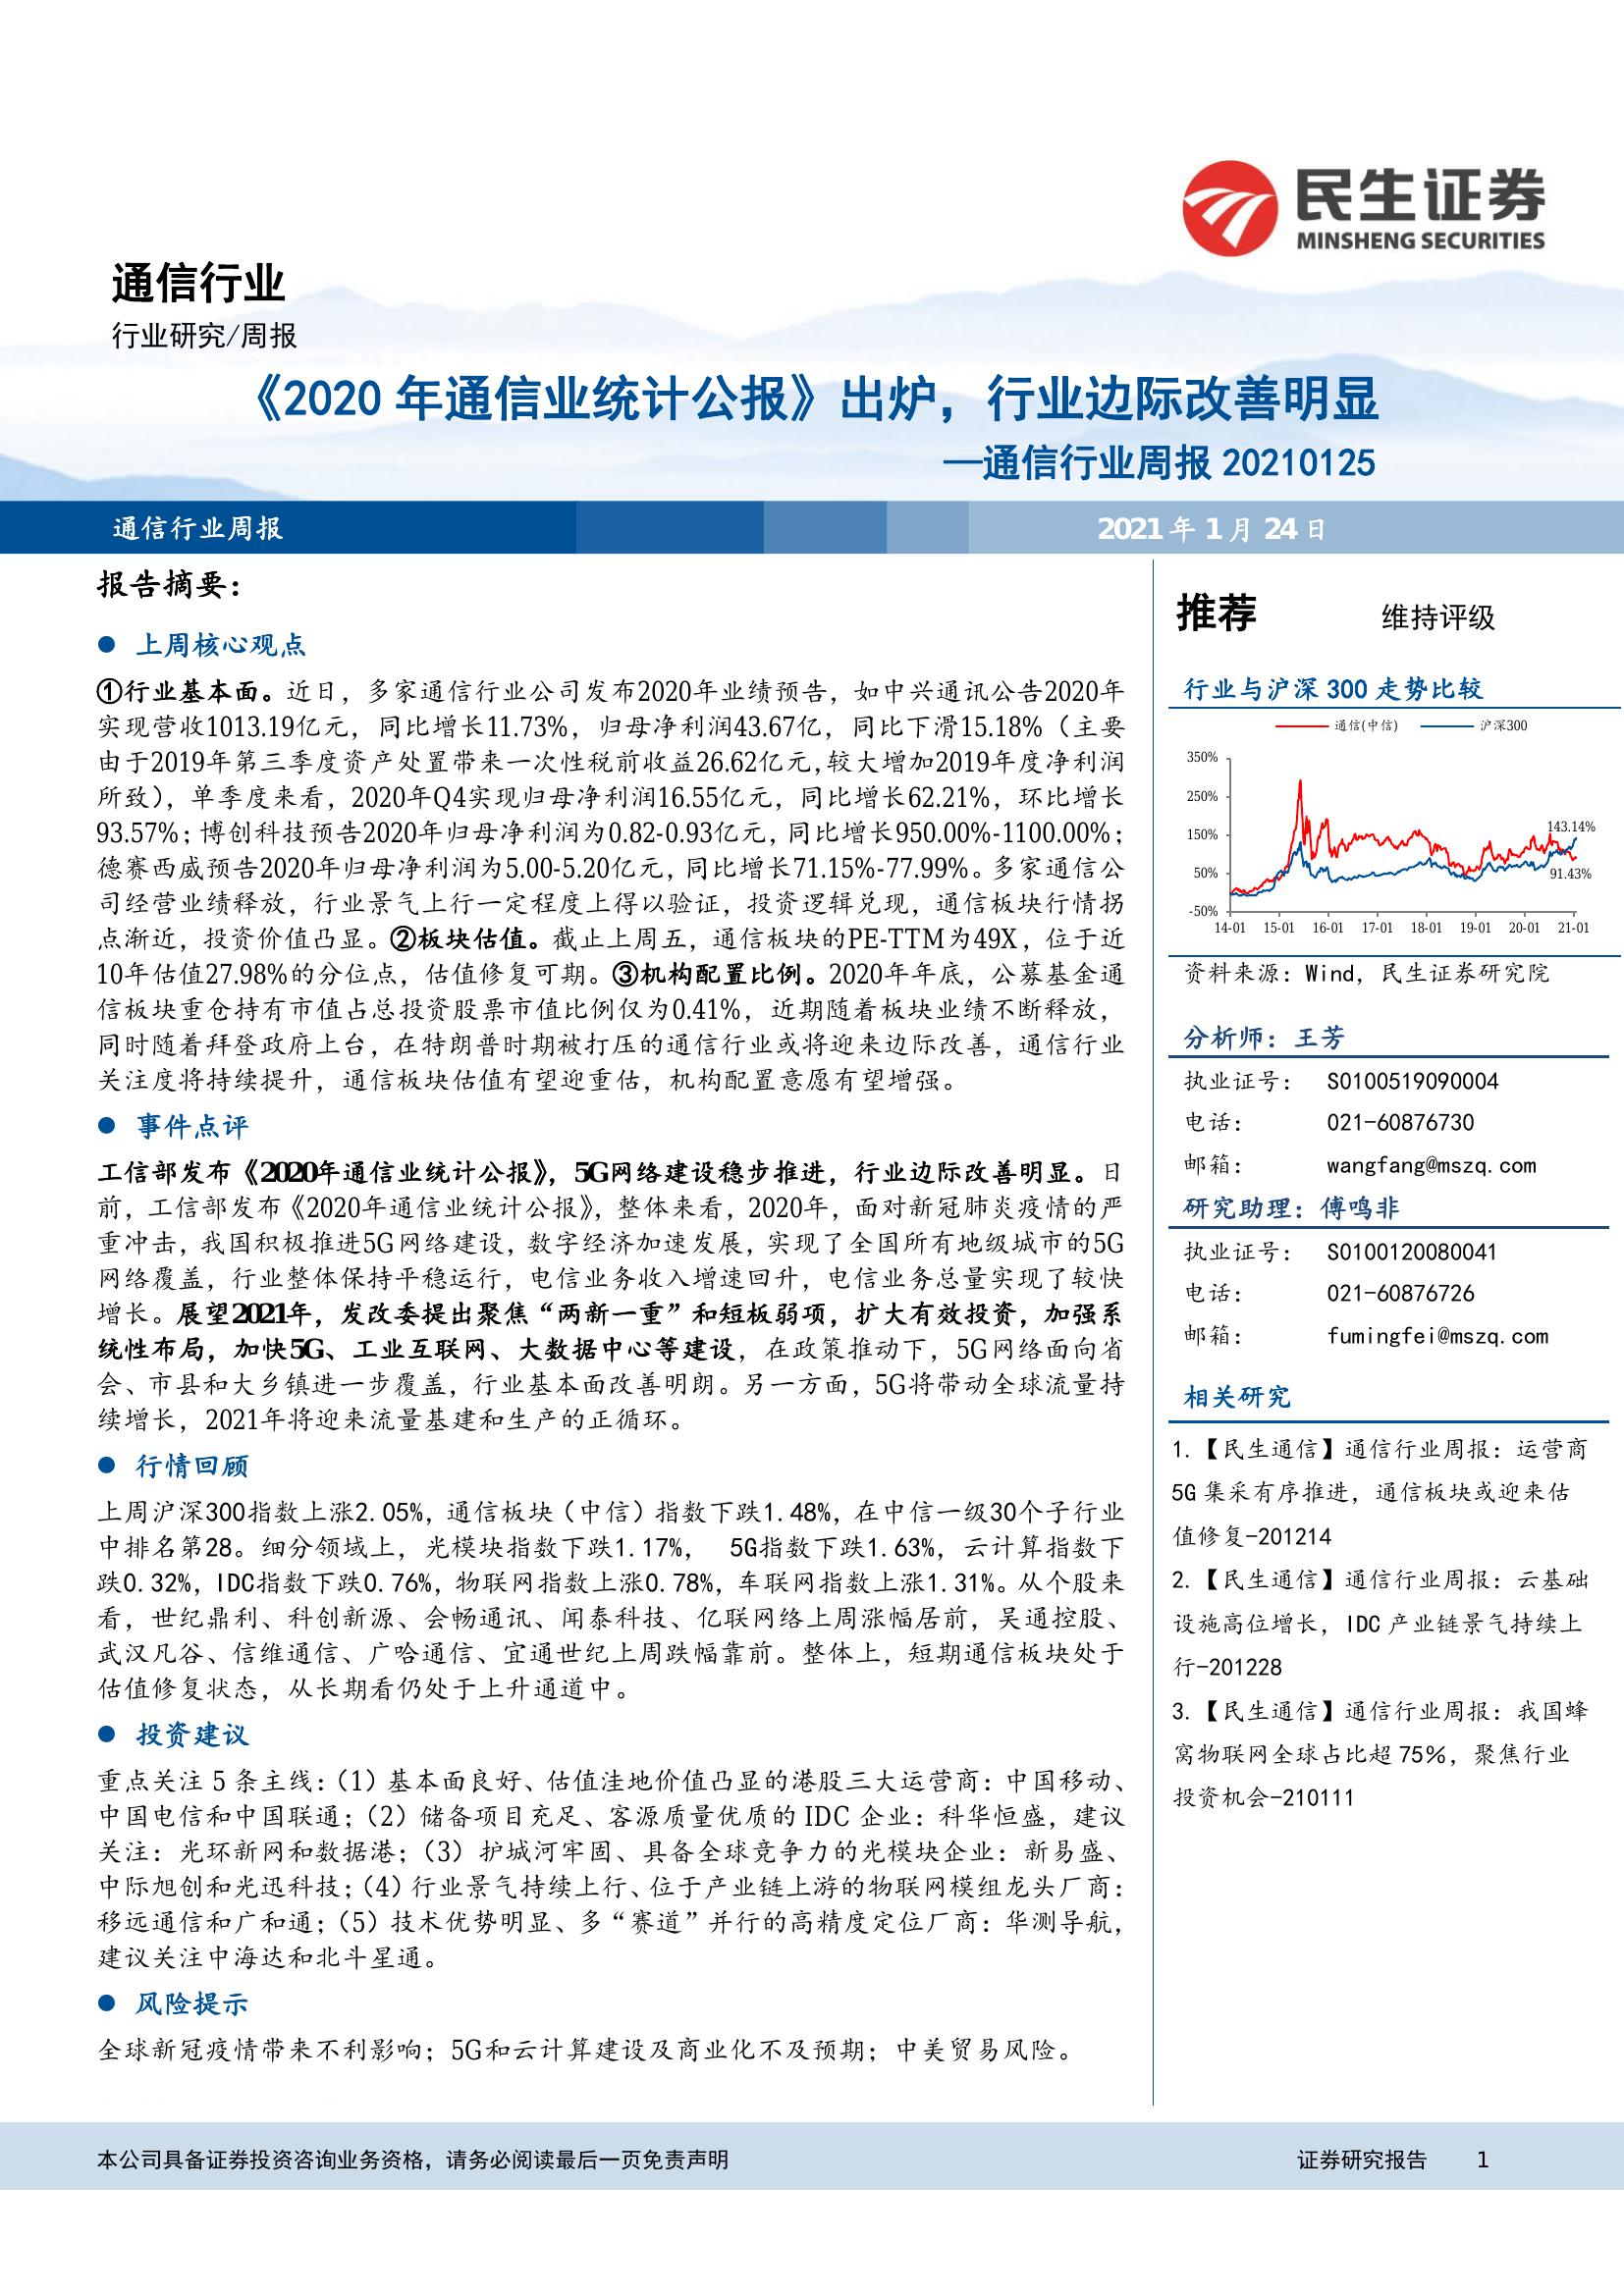 民生证券
MINSHENG SECURITIES
通信行业
行业研究/周报
《2020 年通信业统计公报》出炉，行业边际改善明显
—通信行业周报 20210125
通信行业周报
2021 年 1 月 24 日
报告摘要：
● 上周核心观点
①行业基本面。近日，多家通信行业公司发布2020年业绩预告，如中兴通讯公告2020年
实现营收1013.19亿元，同比增长11.73%，归母净利润43.67亿，同比下滑15.18%（主要
由于2019年第三季度资产处置带来一次性税前收益26.62亿元,较大增加2019年度净利润
所致），单季度来看，2020年Q4实现归母净利润16.55亿元，同比增长62.21%，环比增长
93.57%；博创科技预告2020年归母净利润为0.82-0.93亿元，同比增长950.00%-1100.00%；
德赛西威预告2020年归母净利润为5.00-5.20亿元，同比增长71.15%-77.99%。多家通信公
司经营业绩释放，行业景气上行一定程度上得以验证，投资逻辑兑现，通信板块行情拐
点渐近，投资价值凸显。②板块估值。截止上周五，通信板块的PE-TTM为49X，位于近
10年估值27.98%的分位点，估值修复可期。③机构配置比例。2020年年底，公募基金通
信板块重仓持有市值占总投资股票市值比例仅为0.41%，近期随着板块业绩不断释放，
同时随着拜登政府上台，在特朗普时期被打压的通信行业或将迎来边际改善，通信行业
关注度将持续提升，通信板块估值有望迎重估，机构配置意愿有望增强。
● 事件点评
工信部发布《2020年通信业统计公报》，5G网络建设稳步推进，行业边际改善明显。日
前，工信部发布《2020年通信业统计公报》，整体来看，2020年，面对新冠肺炎疫情的严
重冲击，我国积极推进5G网络建设，数字经济加速发展，实现了全国所有地级城市的5G
网络覆盖，行业整体保持平稳运行，电信业务收入增速回升，电信业务总量实现了较快
增长。展望2021年，发改委提出聚焦“两新一重”和短板弱项，扩大有效投资，加强系
统性布局，加快5G、工业互联网、大数据中心等建设，在政策推动下，5G网络面向省
会、市县和大乡镇进一步覆盖，行业基本面改善明朗。另一方面，5G将带动全球流量持
续增长，2021年将迎来流量基建和生产的正循环。
● 行情回顾
上周沪深300指数上涨2.05%，通信板块（中信）指数下跌1.48%，在中信一级30个子行业
中排名第28。细分领域上，光模块指数下跌1.17%， 5G指数下跌1.63%，云计算指数下
跌0.32%，IDC指数下跌0.76%，物联网指数上涨0.78%，车联网指数上涨1.31%。从个股来
看，世纪鼎利、科创新源、会畅通讯、闻泰科技、亿联网络上周涨幅居前，吴通控股、
武汉凡谷、信维通信、广哈通信、宜通世纪上周跌幅靠前。整体上，短期通信板块处于
估值修复状态，从长期看仍处于上升通道中。
● 投资建议
重点关注 5 条主线：（1）基本面良好、估值洼地价值凸显的港股三大运营商：中国移动、
中国电信和中国联通；（2）储备项目充足、客源质量优质的 IDC 企业：科华恒盛，建议
关注：光环新网和数据港；（3）护城河牢固、具备全球竞争力的光模块企业：新易盛、
中际旭创和光迅科技；（4）行业景气持续上行、位于产业链上游的物联网模组龙头厂商：
移远通信和广和通；（5）技术优势明显、多“赛道”并行的高精度定位厂商：华测导航，
建议关注中海达和北斗星通。
● 风险提示
全球新冠疫情带来不利影响；5G和云计算建设及商业化不及预期；中美贸易风险。
推荐 维持评级
行业与沪深 300 走势比较
通信(中信) 沪深300
350%
250%
150%
50%
-50%
143.14%
91.43%
14-01 15-01 16-01 17-01 18-01 19-01 20-01 21-01
资料来源：Wind，民生证券研究院
分析师：王芳
执业证号： S0100519090004
电话： 021-60876730
邮箱： wangfang@mszq.com
研究助理：傅鸣非
执业证号： S0100120080041
电话： 021-60876726
邮箱： fumingfei@mszq.com
相关研究
1.【民生通信】通信行业周报：运营商
5G 集采有序推进，通信板块或迎来估
值修复-201214
2.【民生通信】通信行业周报：云基础
设施高位增长，IDC 产业链景气持续上
行-201228
3.【民生通信】通信行业周报：我国蜂
窝物联网全球占比超 75%，聚焦行业
投资机会-210111
本公司具备证券投资咨询业务资格，请务必阅读最后一页免责声明
证券研究报告 1